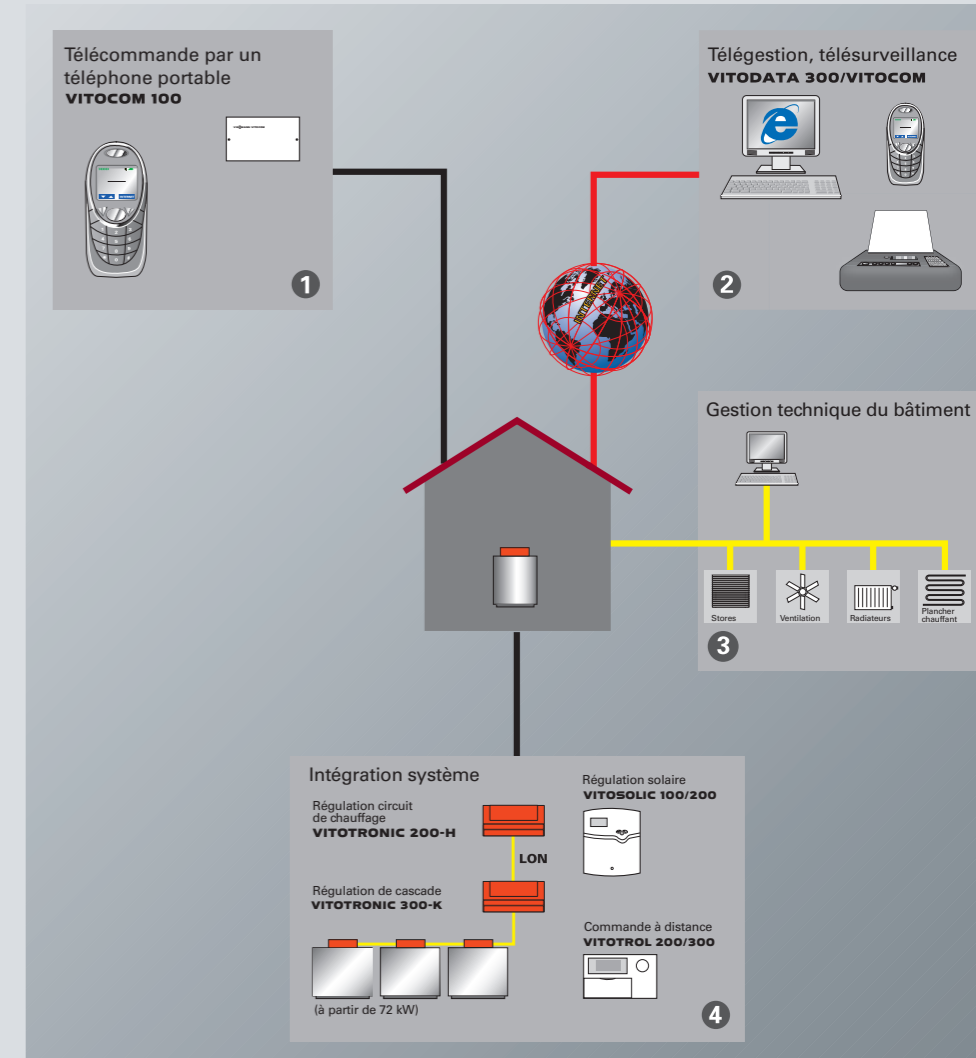 Télécommande par un
téléphone portable
VITOCOM 100
1
Télégestion, télésurveillance
VITODATA 300/VITOCOM
2
INTERNET
Gestion technique du bâtiment
Stores
Ventilation
Radiateurs
Plancher
chauffant
3
Intégration système
Régulation circuit
de chauffage
VITOTRONIC 200-H
LON
Régulation de cascade
VITOTRONIC 300-K
(à partir de 72 kW)
Régulation solaire
VITOSOLIC 100/200
Commande à distance
VITOTROL 200/300
4